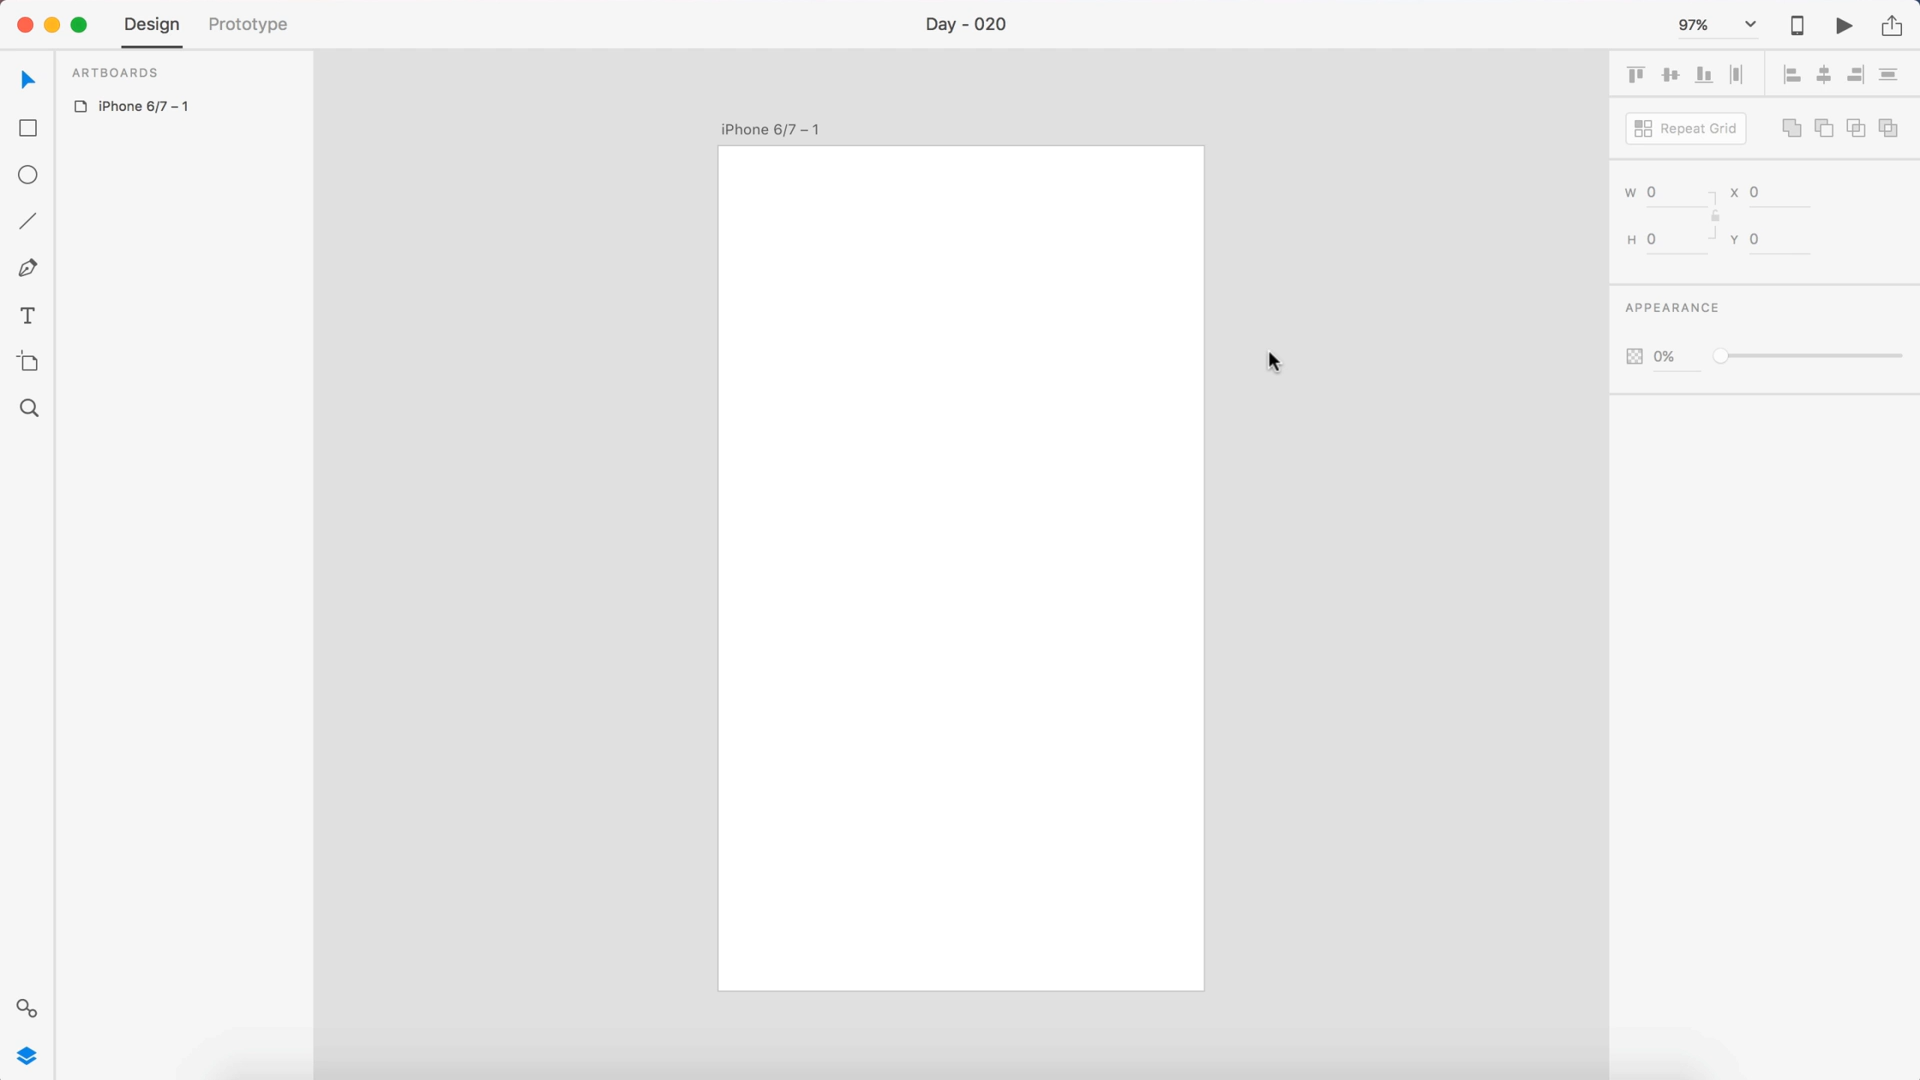 Design
Prototype
Day - 020
97%
ARTBOARDS
iPhone 6/7 – 1
iPhone 6/7 – 1
Repeat Grid
W 0
X 0
H 0
Y 0
APPEARANCE
0%